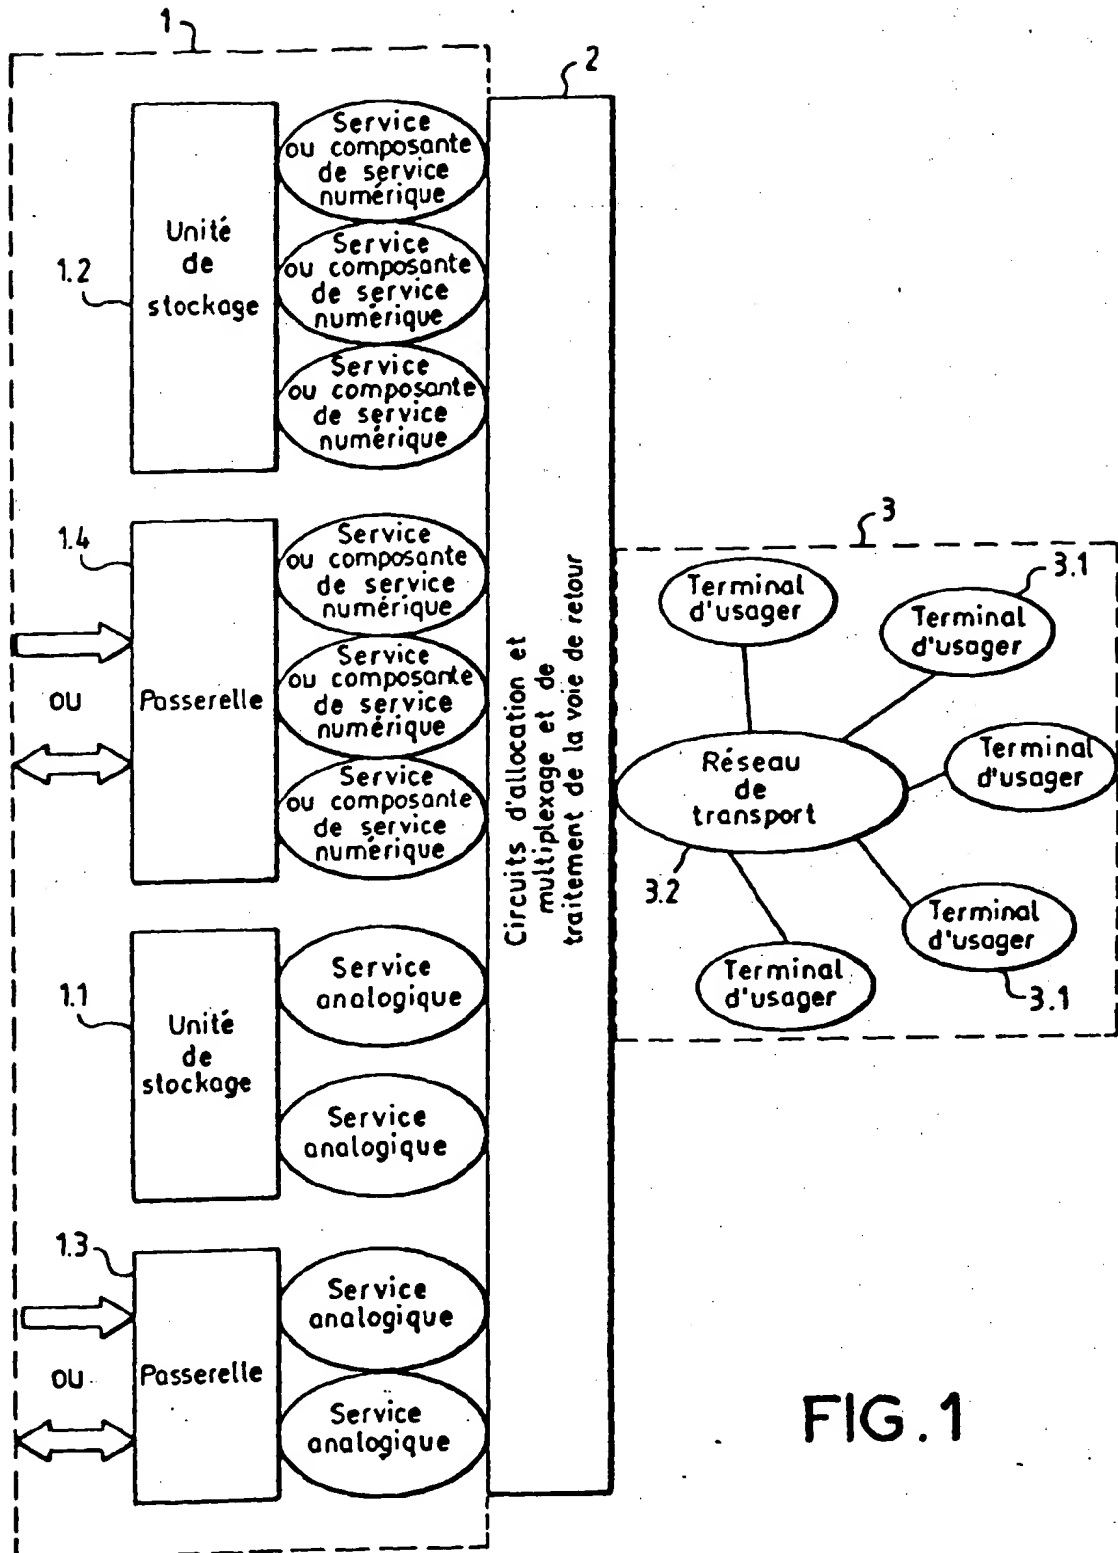 1
2
Unité
de
stockage
1.2
Service
ou composante
de service
numérique
Service
ou composante
de service
numérique
Service
ou composante
de service
numérique
1.4
Passerelle
ou
Service
ou composante
de service
numérique
Service
ou composante
de service
numérique
Service
ou composante
de service
numérique
1.1
Unité
de
stockage
Service
analogique
Service
analogique
1.3
Passerelle
ou
Service
analogique
Service
analogique
Circuits d'allocation et
multiplexage et de
traitement de la voie de retour
3
Terminal
d'usager
Terminal
d'usager
3.1
Terminal
d'usager
Réseau
de
transport
3.2
Terminal
d'usager
3.1
Terminal
d'usager
FIG.1